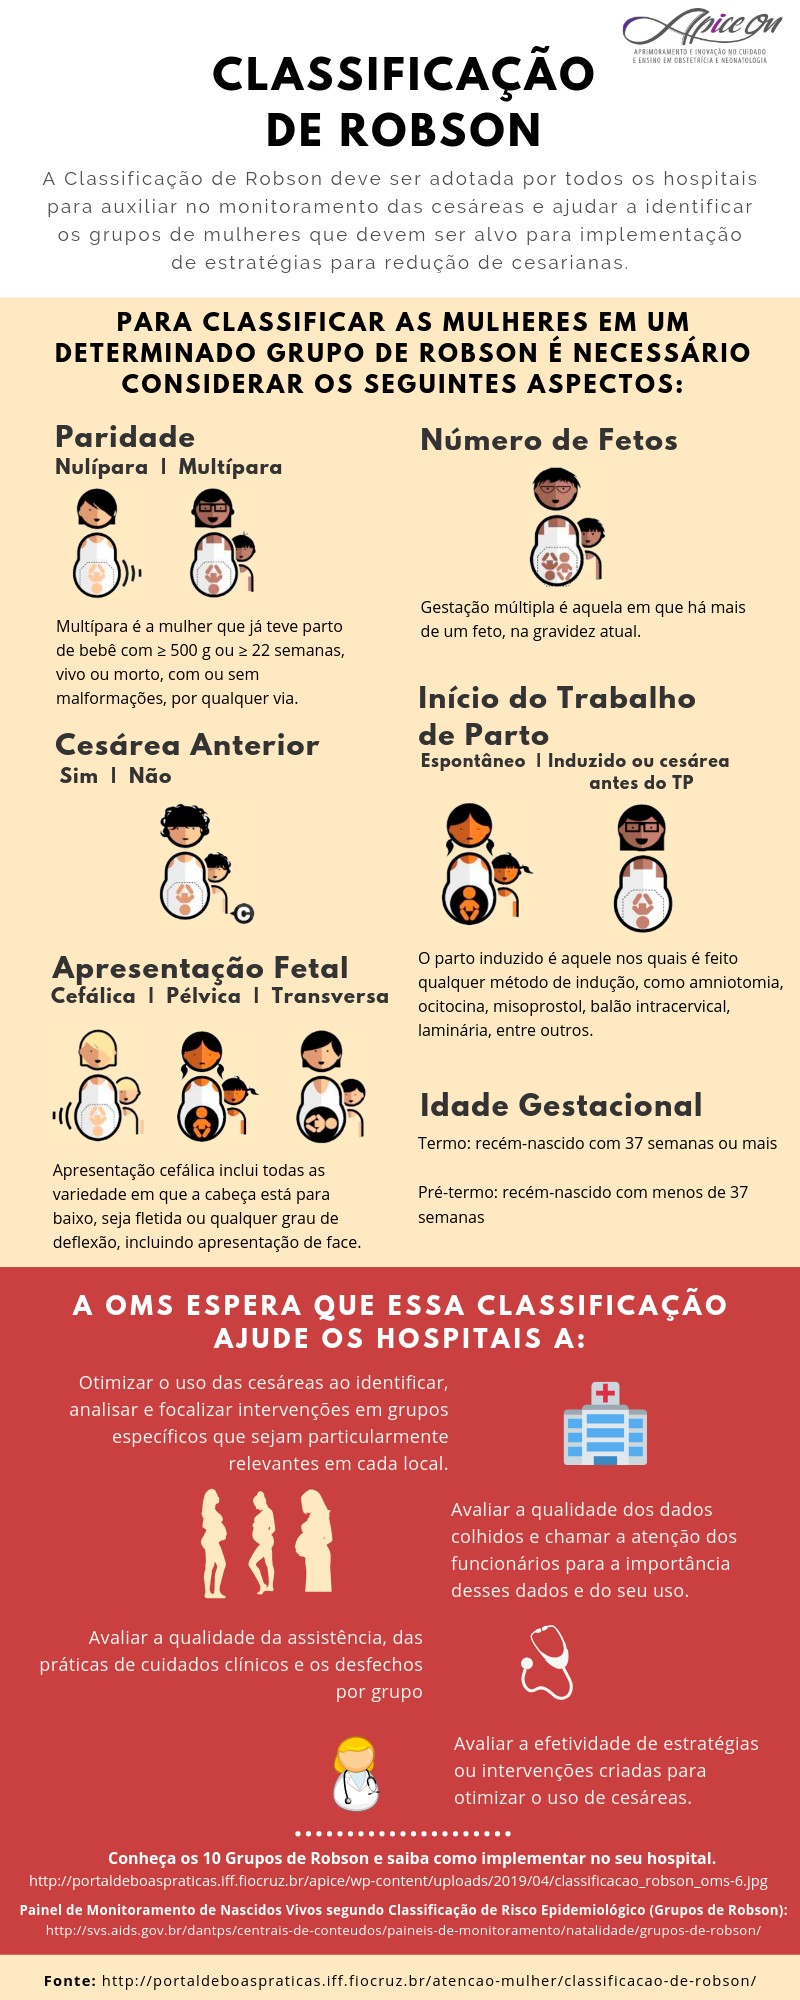 Apice On
APRIMORAMENTO E INOVAÇÃO NO CUIDADO
E ENSINO EM OBSTETRÍCIA E NEONATOLOGIA
CLASSIFICAÇÃO
DE ROBSON
A Classificação de Robson deve ser adotada por todos os hospitais
para auxiliar no monitoramento das cesáreas e ajudar a identificar
os grupos de mulheres que devem ser alvo para implementação
de estratégias para redução de cesarianas.
PARA CLASSIFICAR AS MULHERES EM UM
DETERMINADO GRUPO DE ROBSON É NECESSÁRIO
CONSIDERAR OS SEGUINTES ASPECTOS:
Paridade
Nulípara | Multípara
Multípara é a mulher que já teve parto
de bebê com ≥ 500 g ou ≥ 22 semanas,
vivo ou morto, com ou sem
malformações, por qualquer via.
Cesárea Anterior
Sim | Não
C
Apresentação Fetal
Cefálica | Pélvica | Transversa
Apresentação cefálica inclui todas as
variedade em que a cabeça está para
baixo, seja fletida ou qualquer grau de
deflexão, incluindo apresentação de face.
Número de Fetos
Gestação múltipla é aquela em que há mais
de um feto, na gravidez atual.
Início do Trabalho
de Parto
Espontâneo | Induzido ou cesárea
antes do TP
O parto induzido é aquele nos quais é feito
qualquer método de indução, como amniotomia,
ocitocina, misoprostol, balão intracervical,
laminária, entre outros.
Idade Gestacional
Termo: recém-nascido com 37 semanas ou mais
Pré-termo: recém-nascido com menos de 37
semanas
A OMS ESPERA QUE ESSA CLASSIFICAÇÃO
AJUDE OS HOSPITAIS A:
Otimizar o uso das cesáreas ao identificar,
analisar e focalizar intervenções em grupos
específicos que sejam particularmente
relevantes em cada local.
Avaliar a qualidade dos dados
colhidos e chamar a atenção dos
funcionários para a importância
desses dados e do seu uso.
Avaliar a qualidade da assistência, das
práticas de cuidados clínicos e os desfechos
por grupo
Avaliar a efetividade de estratégias
ou intervenções criadas para
otimizar o uso de cesáreas.
Conheça os 10 Grupos de Robson e saiba como implementar no seu hospital.
http://portaldeboaspraticas.iff.fiocruz.br/apice/wp-content/uploads/2019/04/classificacao_robson_oms-6.jpg
Painel de Monitoramento de Nascidos Vivos segundo Classificação de Risco Epidemiológico (Grupos de Robson):
http://svs.aids.gov.br/dantps/centrais-de-conteudos/paineis-de-monitoramento/natalidade/grupos-de-robson/
Fonte: http://portaldeboaspraticas.iff.fiocruz.br/atencao-mulher/classificacao-de-robson/